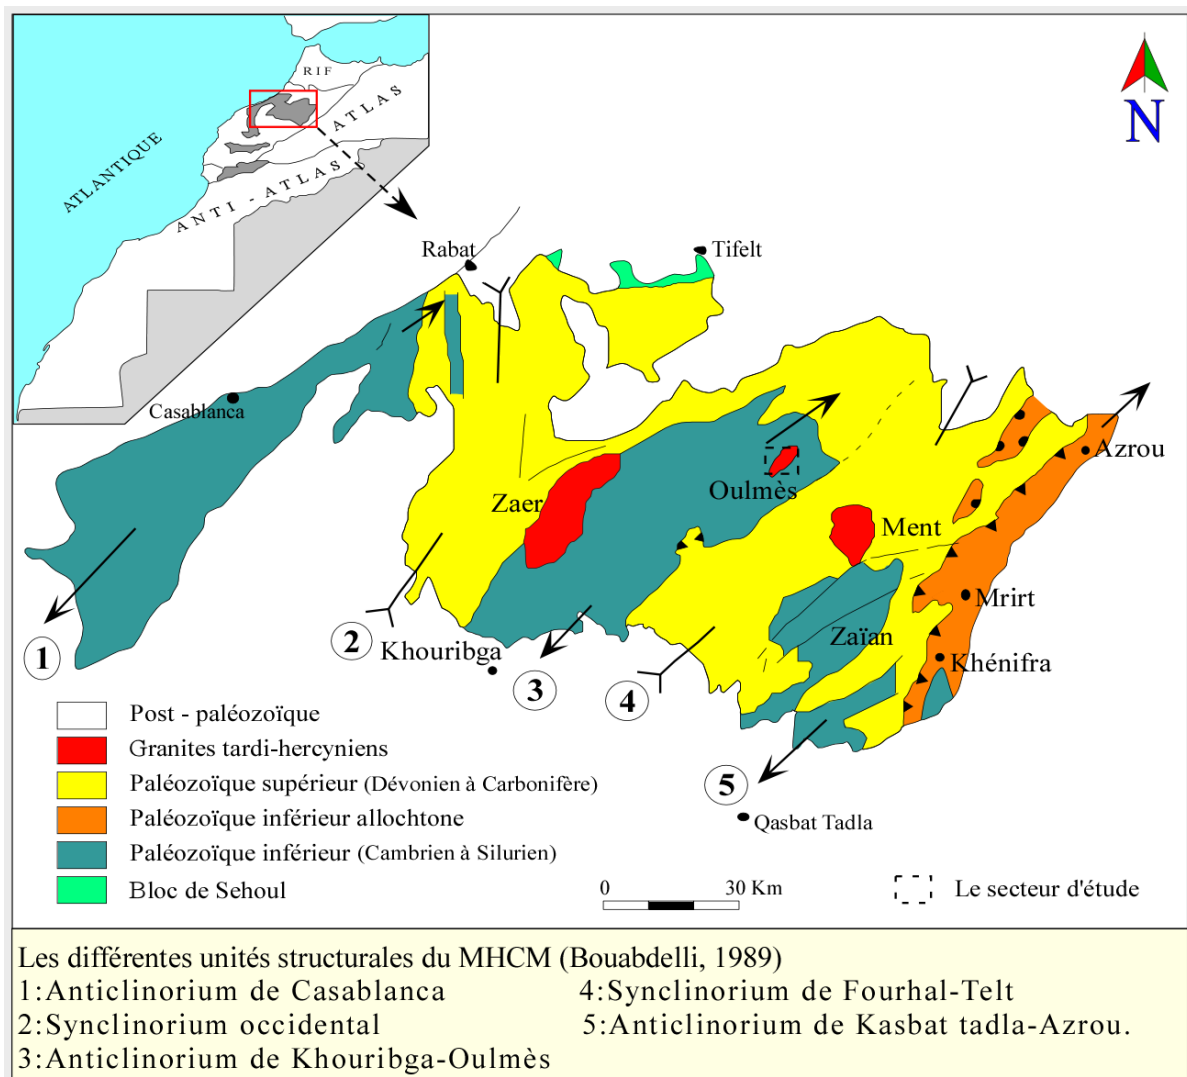 RIF
ATLAS
ATLANTIQUE
ANTI - ATLAS
N
Rabat
Tifelt
Casablanca
Azrou
Zaer
Oulmès
Ment
Mrirt
Zaïan
Khénifra
Khouribga
1
2
3
4
5
Qasbat Tadla
Post - paléozoïque
Granites tardi-hercyniens
Paléozoïque supérieur (Dévonien à Carbonifère)
Paléozoïque inférieur allochtone
Paléozoïque inférieur (Cambrien à Silurien)
Bloc de Sehoul
0 30 Km
Le secteur d'étude
Les différentes unités structurales du MHCM (Bouabdelli, 1989)
1:Anticlinorium de Casablanca
2:Synclinorium occidental
3:Anticlinorium de Khouribga-Oulmès
4:Synclinorium de Fourhal-Telt
5:Anticlinorium de Kasbat tadla-Azrou.